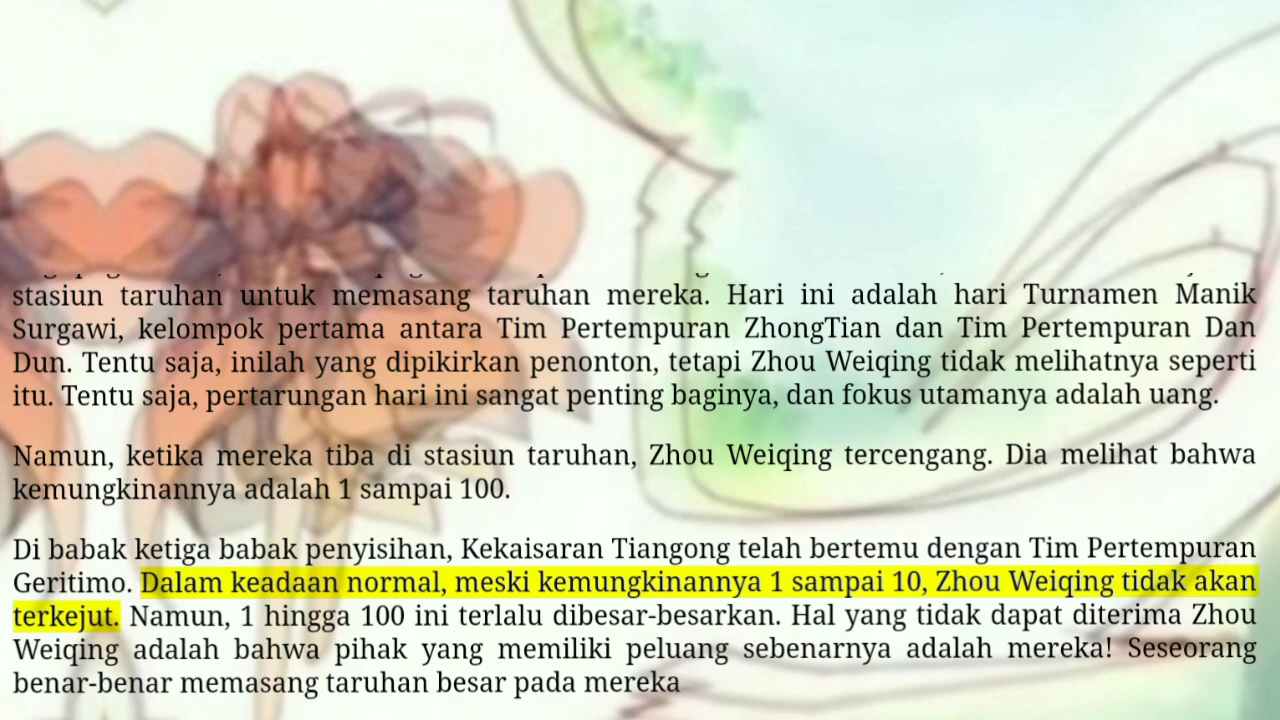 stasiun taruhan untuk memasang taruhan mereka. Hari ini adalah hari Turnamen Manik
Surgawi, kelompok pertama antara Tim Pertempuran ZhongTian dan Tim Pertempuran Dan
Dun. Tentu saja, inilah yang dipikirkan penonton, tetapi Zhou Weiqing tidak melihatnya seperti
itu. Tentu saja, pertarungan hari ini sangat penting baginya, dan fokus utamanya adalah uang.
Namun, ketika mereka tiba di stasiun taruhan, Zhou Weiqing tercengang. Dia melihat bahwa
kemungkinannya adalah 1 sampai 100.
Di babak ketiga babak penyisihan, Kekaisaran Tiangong telah bertemu dengan Tim Pertempuran
Geritimo. Dalam keadaan normal, meski kemungkinannya 1 sampai 10, Zhou Weiqing tidak akan
terkejut. Namun, 1 hingga 100 ini terlalu dibesar-besarkan. Hal yang tidak dapat diterima Zhou
Weiqing adalah bahwa pihak yang memiliki peluang sebenarnya adalah mereka! Seseorang
benar-benar memasang taruhan besar pada mereka